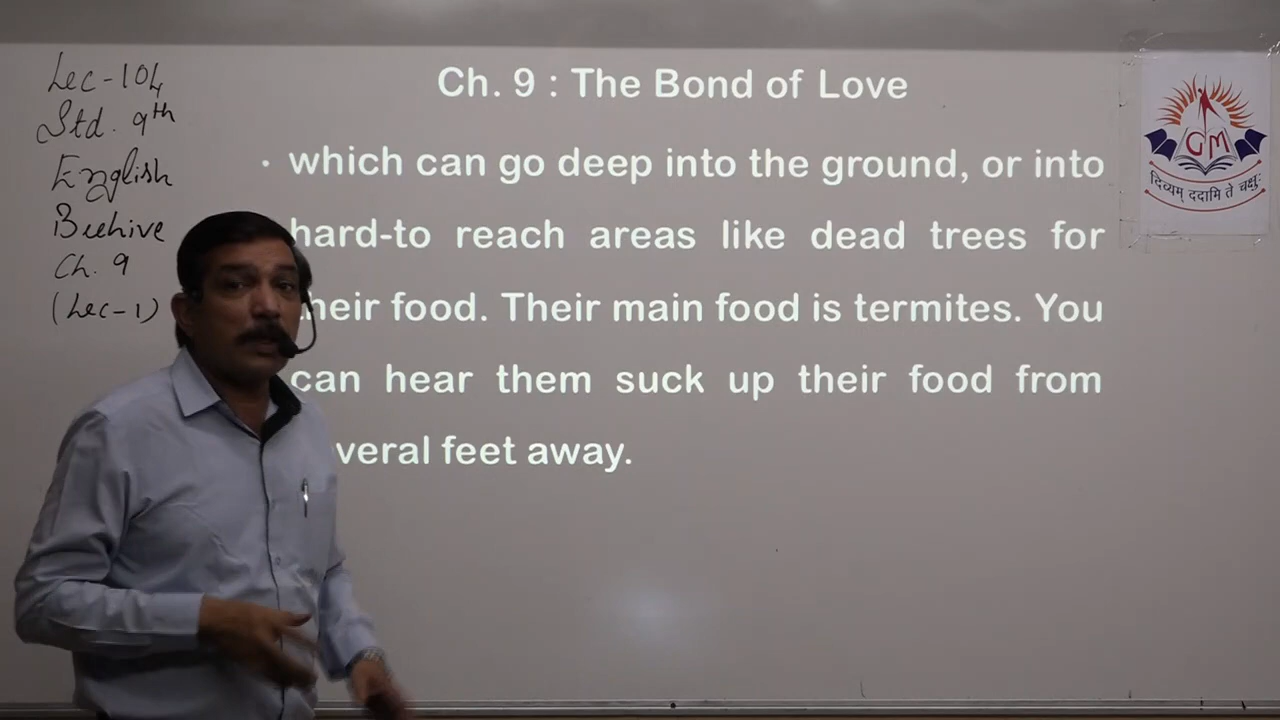 Lec-104
Std. 9th
English
Beehive
Ch. 9
(Lec-1)
Ch. 9 : The Bond of Love
• which can go deep into the ground, or into
hard-to reach areas like dead trees for
heir food. Their main food is termites. You
can hear them suck up their food from
veral feet away.
GM
दिव्यम् ददामि ते चक्षुः